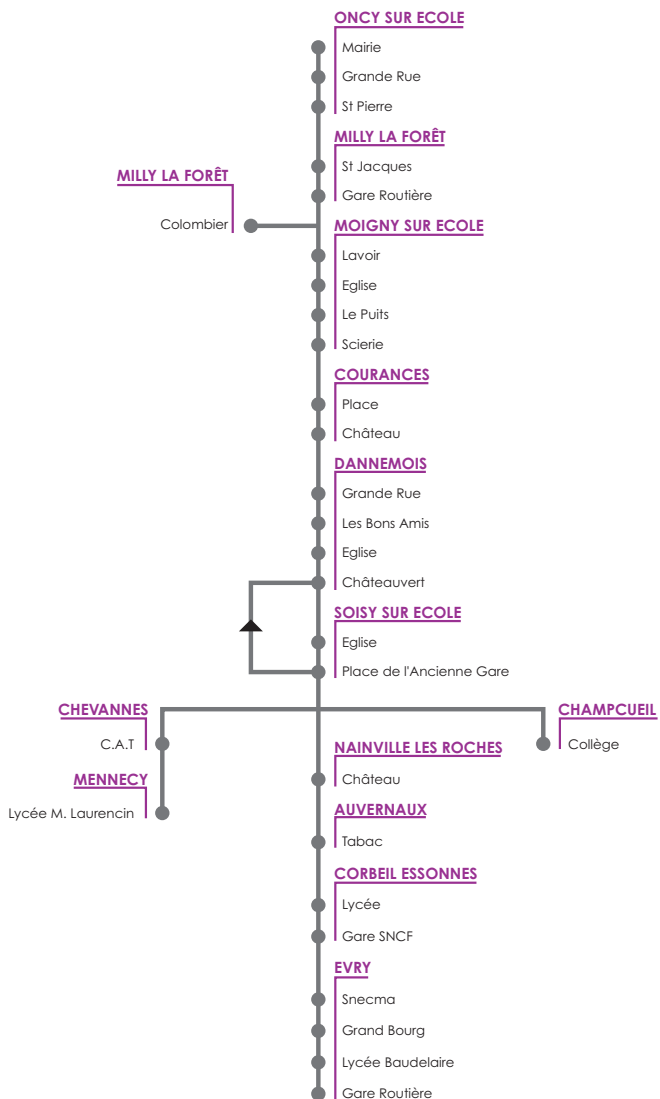 ONCY SUR ECOLE
Mairie
Grande Rue
St Pierre
MILLY LA FORÊT
St Jacques
MILLY LA FORÊT
Gare Routière
Colombier
MOIGNY SUR ECOLE
Lavoir
Eglise
Le Puits
Scierie
COURANCES
Place
Château
DANNEMOIS
Grande Rue
Les Bons Amis
Eglise
Châteauvert
SOISY SUR ECOLE
Eglise
Place de l'Ancienne Gare
CHEVANNES
C.A.T
MENNECY
Lycée M. Laurencin
CHAMPCUEIL
Collège
NAINVILLE LES ROCHES
Château
AUVERNAUX
Tabac
CORBEIL ESSONNES
Lycée
Gare SNCF
EVRY
Snecma
Grand Bourg
Lycée Baudelaire
Gare Routière